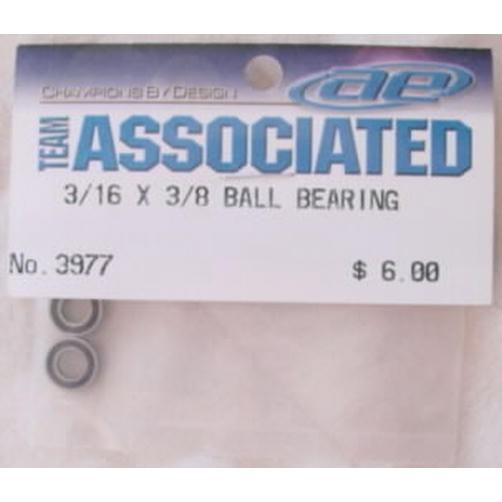 CHAMPIONS BY DESIGN
ae
TEAM
ASSOCIATED
3/16 X 3/8 BALL BEARING
No. 3977
$ 6.00